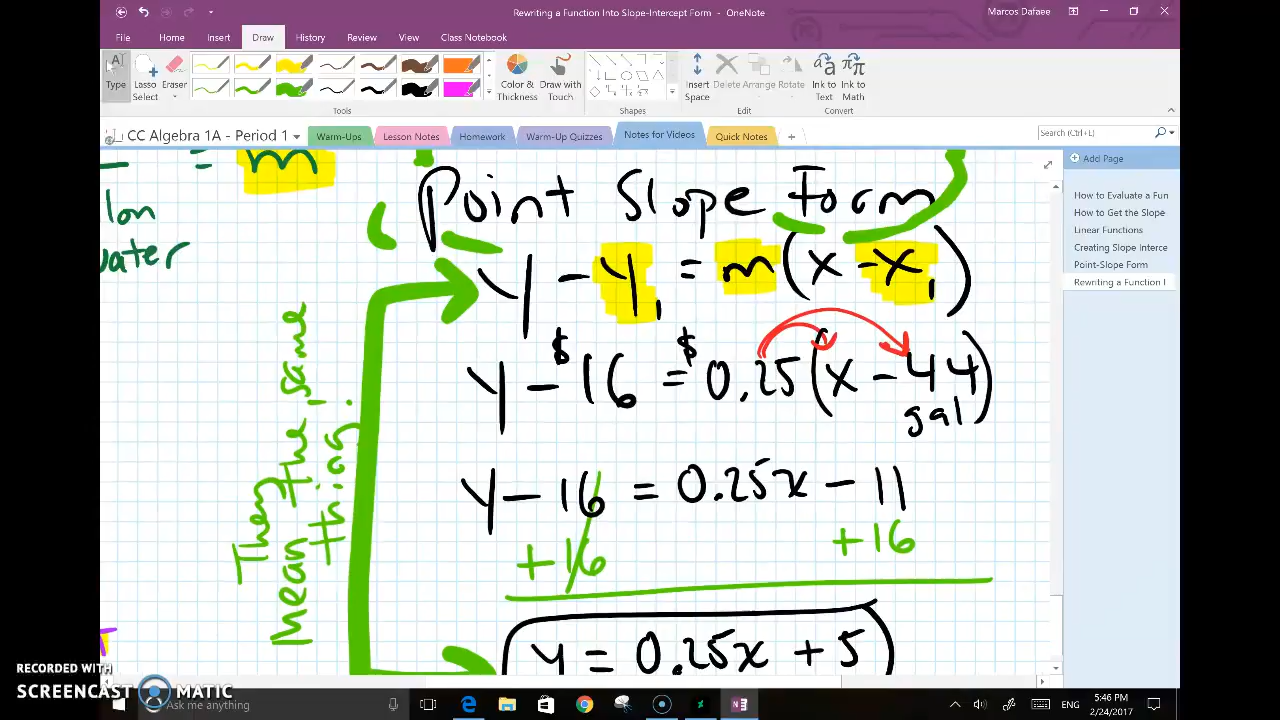 Rewriting a Function Into Slope-Intercept Form - OneNote
Marcos Dafaee
File Home Insert Draw History Review View Class Notebook
Type
Lasso Select
Eraser
Color & Thickness
Draw with Touch
Insert Space
Delete
Arrange
Rotate
Ink to Text
Ink to Math
Tools
Shapes
Edit
Convert
CC Algebra 1A - Period 1
Warm-Ups Lesson Notes Homework Warm-Up Quizzes Notes for Videos Quick Notes
Search (Ctrl+E)
Add Page
How to Evaluate a Fun
How to Get the Slope
Linear Functions
Creating Slope Interce
Point-Slope Form
Rewriting a Function I
= m
lon
water
Point Slope Form
y - y₁ = m(x - x₁)
y - $16 = $0.25(x - 44)
gal
y - 16 = 0.25x - 11
+16 +16
y = 0.25x + 5
They
mean the same
thing.
RECORDED WITH
SCREENCAST MATIC
Ask me anything
ENG
5:46 PM
2/24/2017